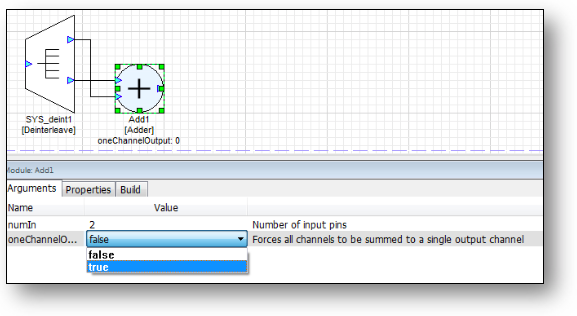 SYS_deint1
[Deinterleave]
Add1
[Adder]
oneChannelOutput: 0
Module: Add1
Arguments Properties Build
Name Value
numIn 2 Number of input pins
oneChannelO... false Forces all channels to be summed to a single output channel
false
true